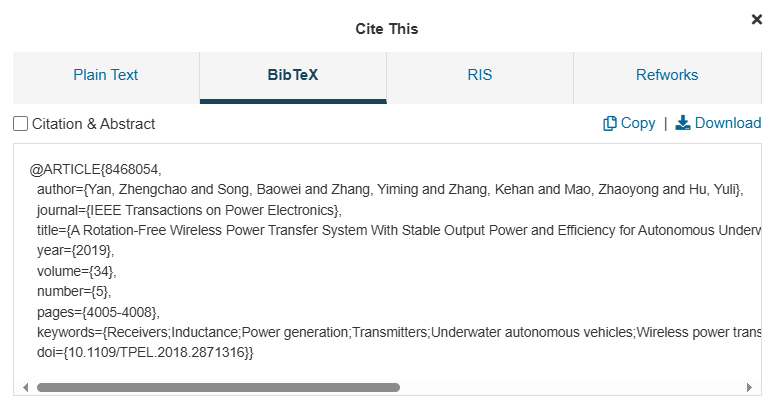 Cite This
Plain Text
BibTeX
RIS
Refworks
Citation & Abstract
Copy | Download
@ARTICLE{8468054,
author={Yan, Zhengchao and Song, Baowei and Zhang, Yiming and Zhang, Kehan and Mao, Zhaoyong and Hu, Yuli},
journal={IEEE Transactions on Power Electronics},
title={A Rotation-Free Wireless Power Transfer System With Stable Output Power and Efficiency for Autonomous Underw
year={2019},
volume={34},
number={5},
pages={4005-4008},
keywords={Receivers;Inductance;Power generation;Transmitters;Underwater autonomous vehicles;Wireless power trans
doi={10.1109/TPEL.2018.2871316}}